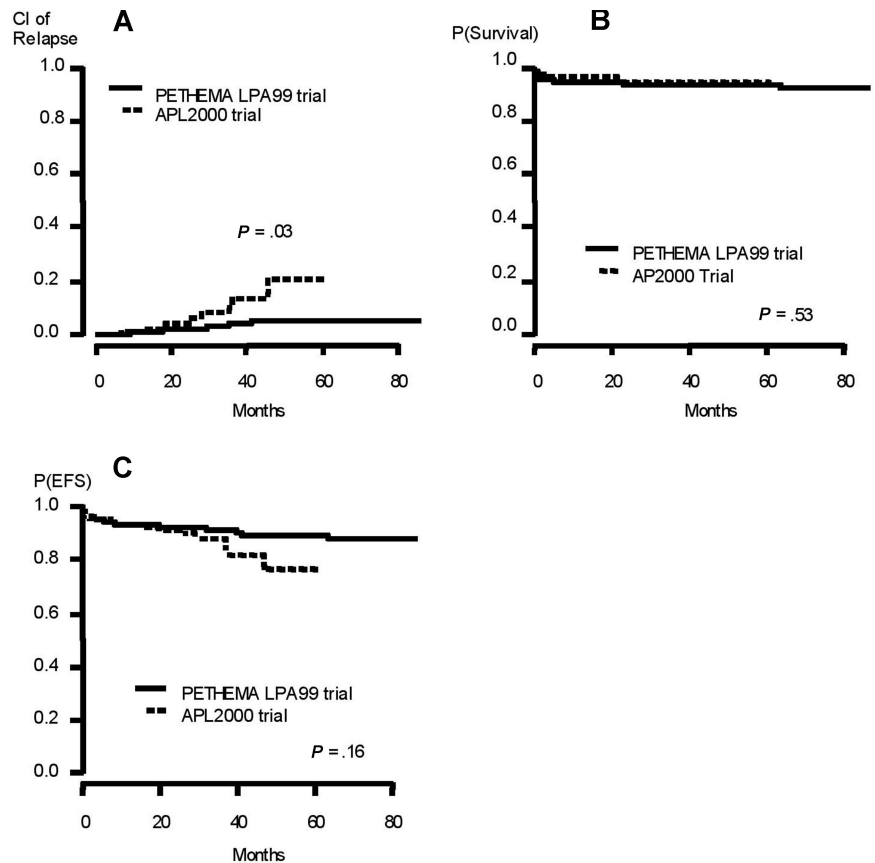 CI of
Relapse
A
1.0
0.8
0.6
0.4
0.2
0.0
PETHEMA LPA99 trial
APL2000 trial
P = .03
0 20 40 60 80
Months
P(Survival)
B
1.0
0.8
0.6
0.4
0.2
0.0
PETHEMA LPA99 trial
AP2000 Trial
P = .53
0 20 40 60 80
Months
P(EFS)
C
1.0
0.8
0.6
0.4
0.2
0.0
PETHEMA LPA99 trial
APL2000 trial
P = .16
0 20 40 60 80
Months